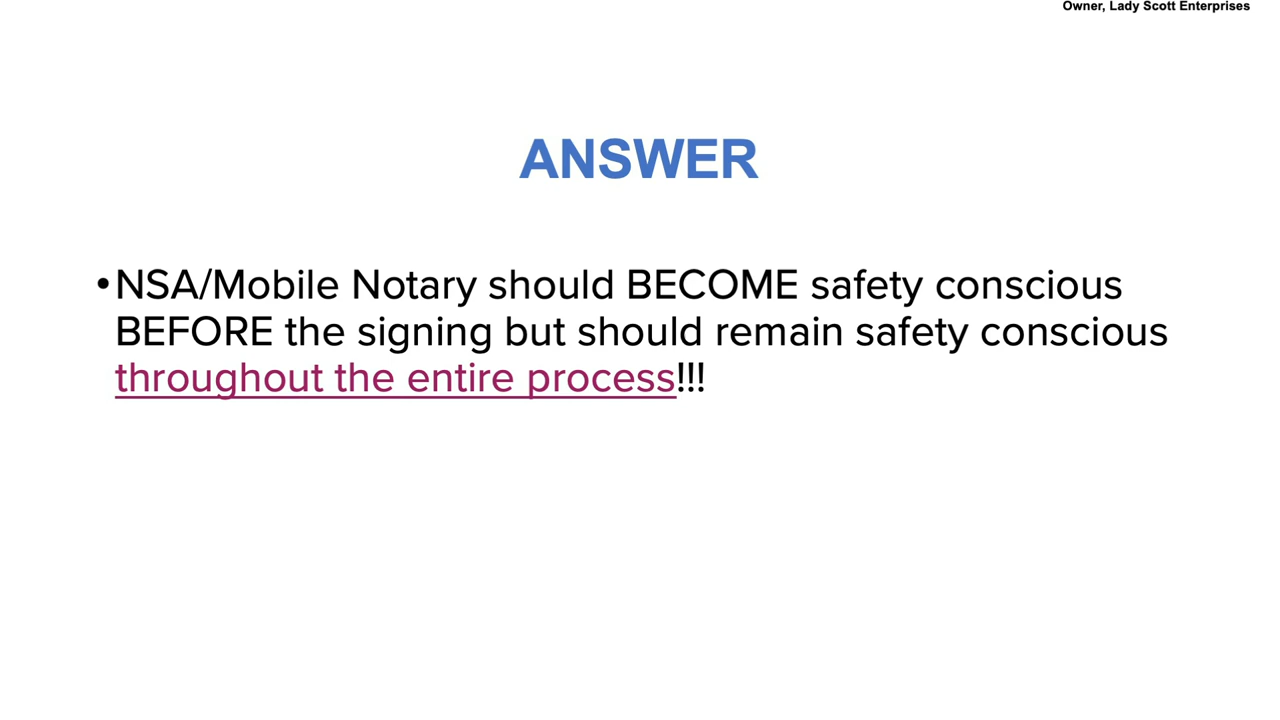 Owner, Lady Scott Enterprises
ANSWER
•NSA/Mobile Notary should BECOME safety conscious
BEFORE the signing but should remain safety conscious
throughout the entire process!!!